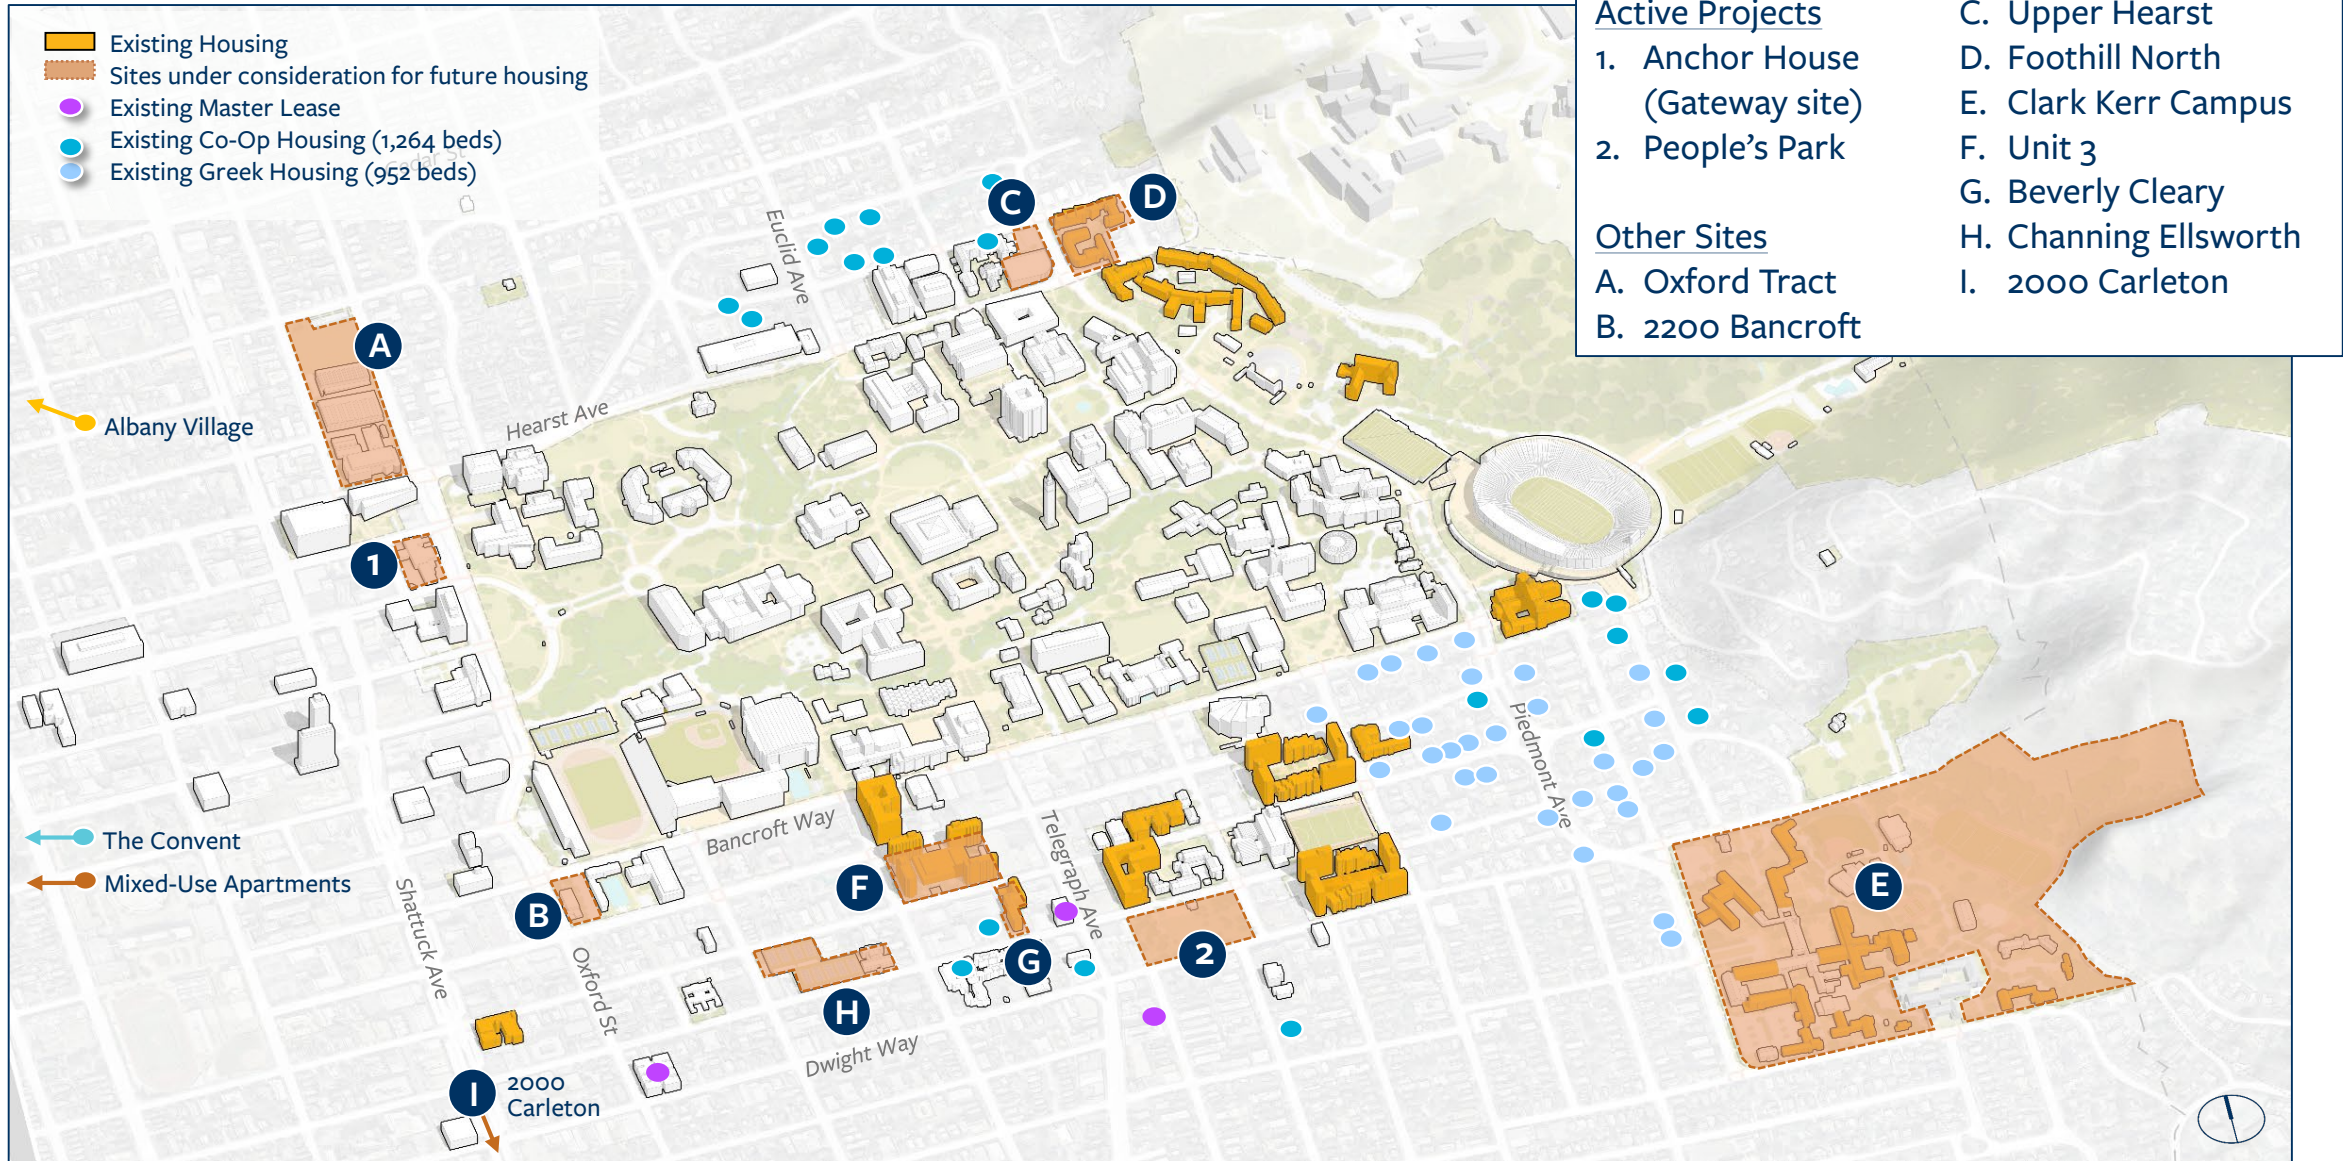 Existing Housing
Sites under consideration for future housing
Existing Master Lease
Existing Co-Op Housing (1,264 beds)
Existing Greek Housing (952 beds)
Cedar St
Active Projects
1. Anchor House
(Gateway site)
2. People's Park
Other Sites
A. Oxford Tract
B. 2200 Bancroft
C. Upper Hearst
D. Foothill North
E. Clark Kerr Campus
F. Unit 3
G. Beverly Cleary
H. Channing Ellsworth
I. 2000 Carleton
C
D
Euclid Ave
A
Hearst Ave
Albany Village
1
Piedmont Ave
Bancroft Way
Telegraph Ave
The Convent
Mixed-Use Apartments
Shattuck Ave
B
F
E
Oxford St
G
2
H
Dwight Way
I
2000
Carleton